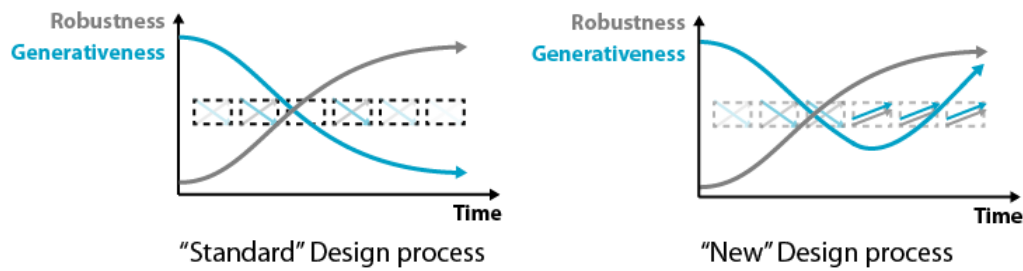 Robustness
Generativeness
Time
"Standard" Design process
Robustness
Generativeness
Time
"New" Design process